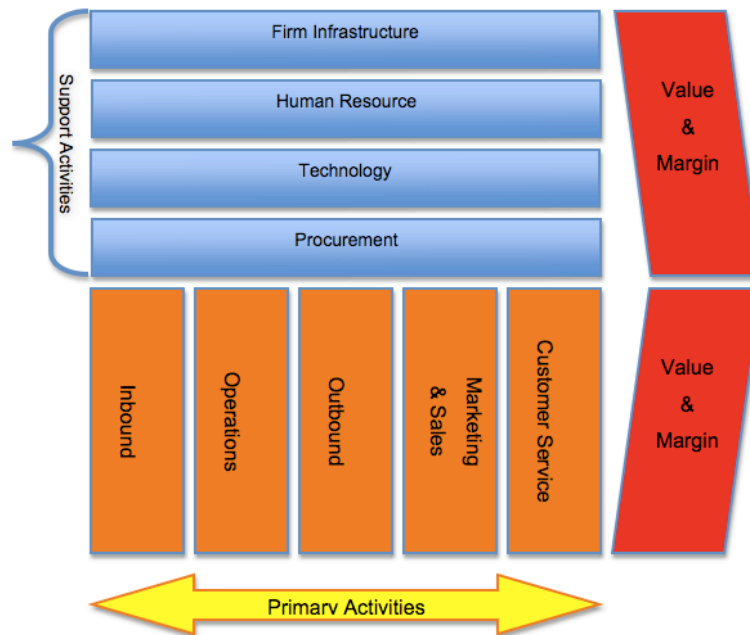 Firm Infrastructure
Human Resource
Technology
Procurement
Support Activities
Value
&
Margin
Inbound
Operations
Outbound
Marketing
& Sales
Customer Service
Value
&
Margin
Primary Activities